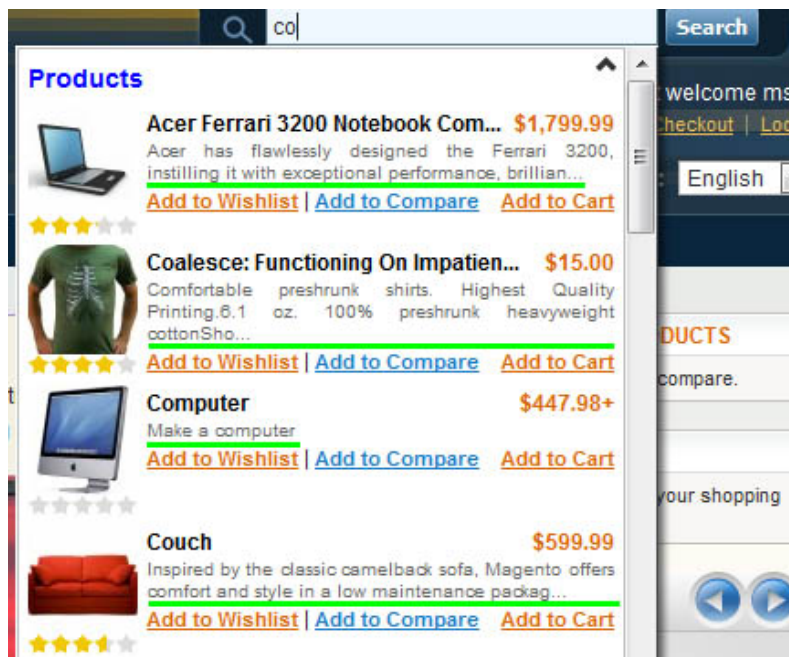 co
Search
Products
welcome ms
Checkout | Loc
Acer Ferrari 3200 Notebook Com... $1,799.99
Acer has flawlessly designed the Ferrari 3200,
instilling it with exceptional performance, brillian...
Add to Wishlist | Add to Compare Add to Cart
English
Coalesce: Functioning On Impatien... $15.00
Comfortable preshrunk shirts. Highest Quality
Printing.6.1 oz. 100% preshrunk heavyweight
cottonSho...
Add to Wishlist | Add to Compare Add to Cart
DUCTS
compare.
Computer $447.98+
Make a computer
Add to Wishlist | Add to Compare Add to Cart
your shopping
Couch $599.99
Inspired by the classic camelback sofa, Magento offers
comfort and style in a low maintenance packag...
Add to Wishlist | Add to Compare Add to Cart